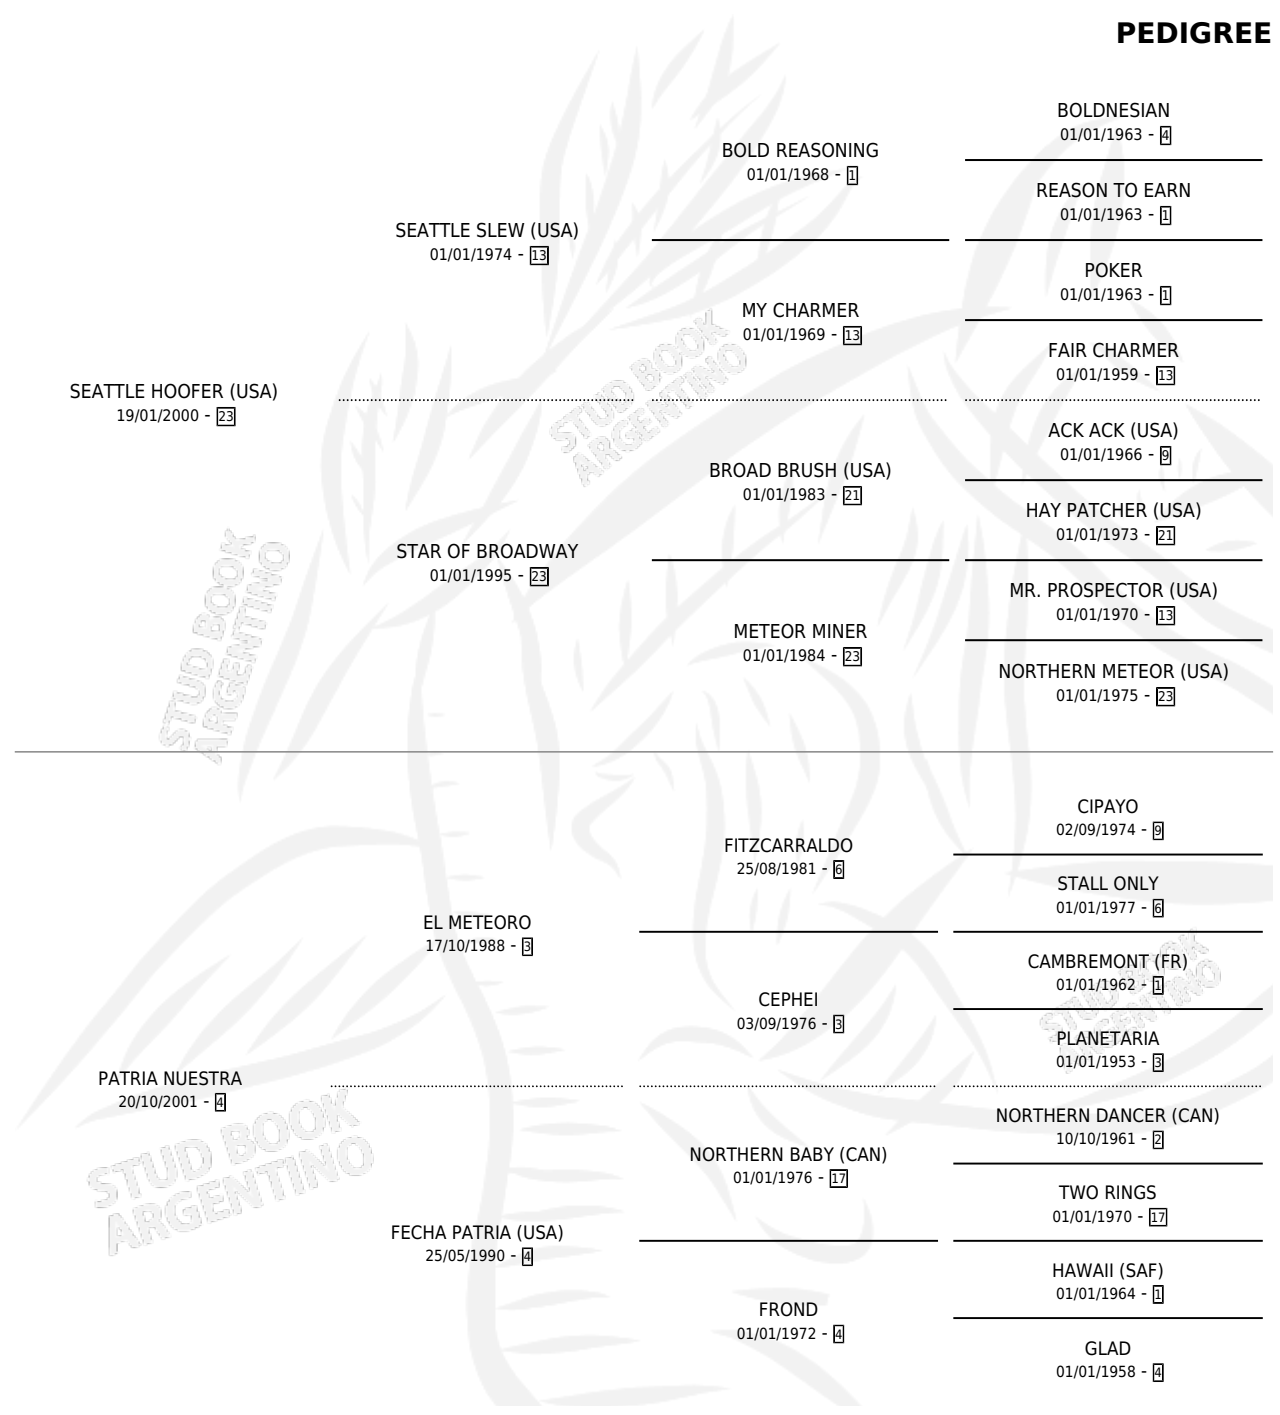 PEDIGREE
BOLDNESIAN
01/01/1963 - 4
BOLD REASONING
01/01/1968 - 1
REASON TO EARN
01/01/1963 - 1
SEATTLE SLEW (USA)
01/01/1974 - 13
POKER
01/01/1963 - 1
MY CHARMER
01/01/1969 - 13
FAIR CHARMER
01/01/1959 - 13
SEATTLE HOOFER (USA)
19/01/2000 - 23
ACK ACK (USA)
01/01/1966 - 9
BROAD BRUSH (USA)
01/01/1983 - 21
HAY PATCHER (USA)
01/01/1973 - 21
STAR OF BROADWAY
01/01/1995 - 23
MR. PROSPECTOR (USA)
01/01/1970 - 13
METEOR MINER
01/01/1984 - 23
NORTHERN METEOR (USA)
01/01/1975 - 23
CIPAYO
02/09/1974 - 9
FITZCARRALDO
25/08/1981 - 6
STALL ONLY
01/01/1977 - 6
EL METEORO
17/10/1988 - 3
CAMBREMONT (FR)
01/01/1962 - 1
CEPHEI
03/09/1976 - 3
PLANETARIA
01/01/1953 - 3
PATRIA NUESTRA
20/10/2001 - 4
NORTHERN DANCER (CAN)
10/10/1961 - 2
NORTHERN BABY (CAN)
01/01/1976 - 17
TWO RINGS
01/01/1970 - 17
FECHA PATRIA (USA)
25/05/1990 - 4
HAWAII (SAF)
01/01/1964 - 1
FROND
01/01/1972 - 4
GLAD
01/01/1958 - 4
STUD BOOK
ARGENTINO
STUD BOOK
ARGENTINO
STUD BOOK
ARGENTINO
STUD BOOK
ARGENTINO